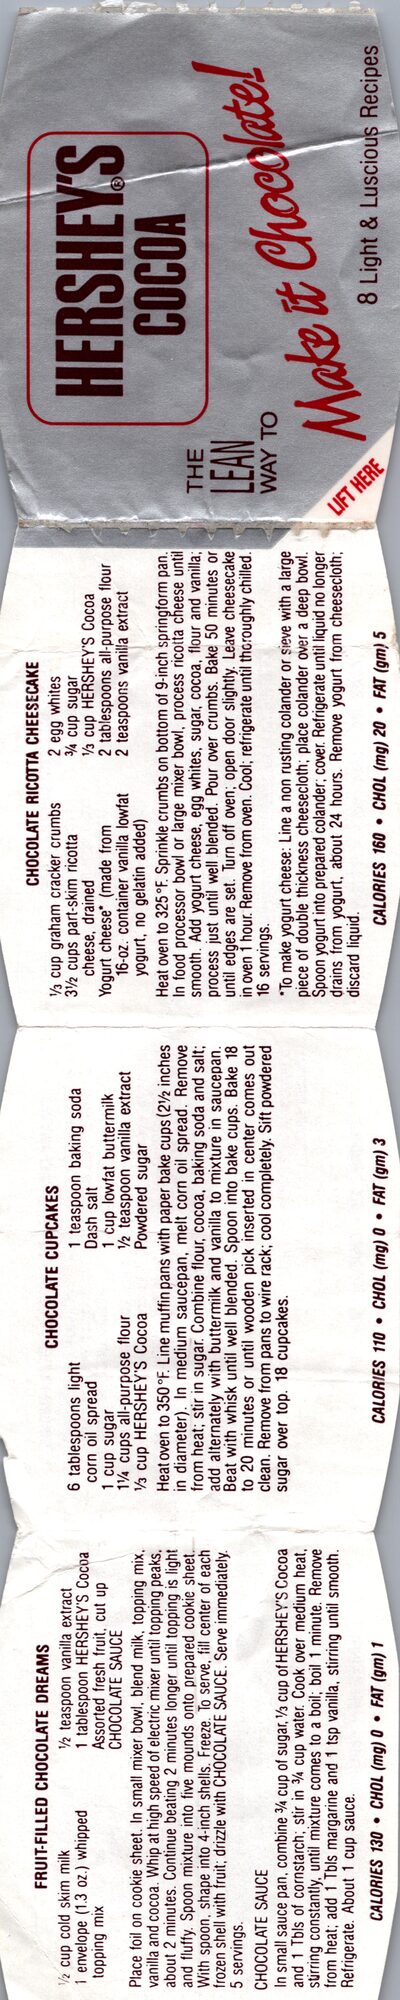 HERSHEY'S®
COCOA
THE
LEAN
WAY TO
Make it Chocolate!
8 Light & Luscious Recipes
LIFT HERE
CHOCOLATE RICOTTA CHEESECAKE
⅓ cup graham cracker crumbs
3½ cups part-skim ricotta
cheese, drained
Yogurt cheese* (made from
16-oz. container vanilla lowfat
yogurt, no gelatin added)
2 egg whites
¾ cup sugar
⅓ cup HERSHEY'S Cocoa
2 tablespoons all-purpose flour
2 teaspoons vanilla extract
Heat oven to 325°F. Sprinkle crumbs on bottom of 9-inch springform pan.
In food processor bowl or large mixer bowl, process ricotta cheese until
smooth. Add yogurt cheese, egg whites, sugar, cocoa, flour and vanilla;
process just until well blended. Pour over crumbs. Bake 50 minutes or
until edges are set. Turn off oven; open door slightly. Leave cheesecake
in oven 1 hour. Remove from oven. Cool; refrigerate until thoroughly chilled.
16 servings.
*To make yogurt cheese: Line a non rusting colander or sieve with a large
piece of double thickness cheesecloth; place colander over a deep bowl.
Spoon yogurt into prepared colander; cover. Refrigerate until liquid no longer
drains from yogurt, about 24 hours. Remove yogurt from cheesecloth;
discard liquid.
CALORIES 160 • CHOL (mg) 20 • FAT (gm) 5
CHOCOLATE CUPCAKES
6 tablespoons light
corn oil spread
1 cup sugar
1¼ cups all-purpose flour
⅓ cup HERSHEY'S Cocoa
1 teaspoon baking soda
Dash salt
1 cup lowfat buttermilk
½ teaspoon vanilla extract
Powdered sugar
Heat oven to 350°F. Line muffin pans with paper bake cups (2½ inches
in diameter). In medium saucepan, melt corn oil spread. Remove
from heat; stir in sugar. Combine flour, cocoa, baking soda and salt;
add alternately with buttermilk and vanilla to mixture in saucepan.
Beat with whisk until well blended. Spoon into bake cups. Bake 18
to 20 minutes or until wooden pick inserted in center comes out
clean. Remove from pans to wire rack; cool completely. Sift powdered
sugar over top. 18 cupcakes.
CALORIES 110 • CHOL (mg) 0 • FAT (gm) 3
FRUIT-FILLED CHOCOLATE DREAMS
½ cup cold skim milk
1 envelope (1.3 oz.) whipped
topping mix
½ teaspoon vanilla extract
1 tablespoon HERSHEY'S Cocoa
Assorted fresh fruit, cut up
CHOCOLATE SAUCE
Place foil on cookie sheet. In small mixer bowl, blend milk, topping mix,
vanilla and cocoa. Whip at high speed of electric mixer until topping peaks,
about 2 minutes. Continue beating 2 minutes longer until topping is light
and fluffy. Spoon mixture into five mounds onto prepared cookie sheet.
With spoon, shape into 4-inch shells. Freeze. To serve, fill center of each
frozen shell with fruit; drizzle with CHOCOLATE SAUCE. Serve immediately.
5 servings.
CHOCOLATE SAUCE
In small sauce pan, combine ¾ cup of sugar, ⅓ cup of HERSHEY'S Cocoa
and 1 Tbls of cornstarch; stir in ¾ cup water. Cook over medium heat,
stirring constantly, until mixture comes to a boil; boil 1 minute. Remove
from heat; add 1 Tbls margarine and 1 tsp vanilla, stirring until smooth.
Refrigerate. About 1 cup sauce.
CALORIES 130 • CHOL (mg) 0 • FAT (gm) 1